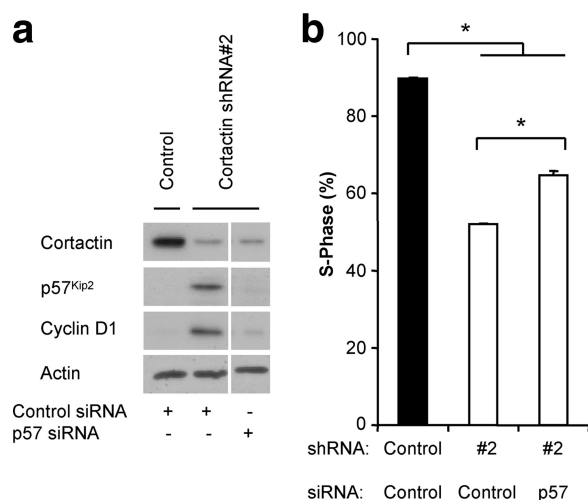 a
Control
Cortactin shRNA#2
Cortactin
p57Kip2
Cyclin D1
Actin
Control siRNA + + -
p57 siRNA - - +
b
*
*
100
80
60
40
20
0
S-Phase (%)
shRNA: Control #2 #2
siRNA: Control Control p57